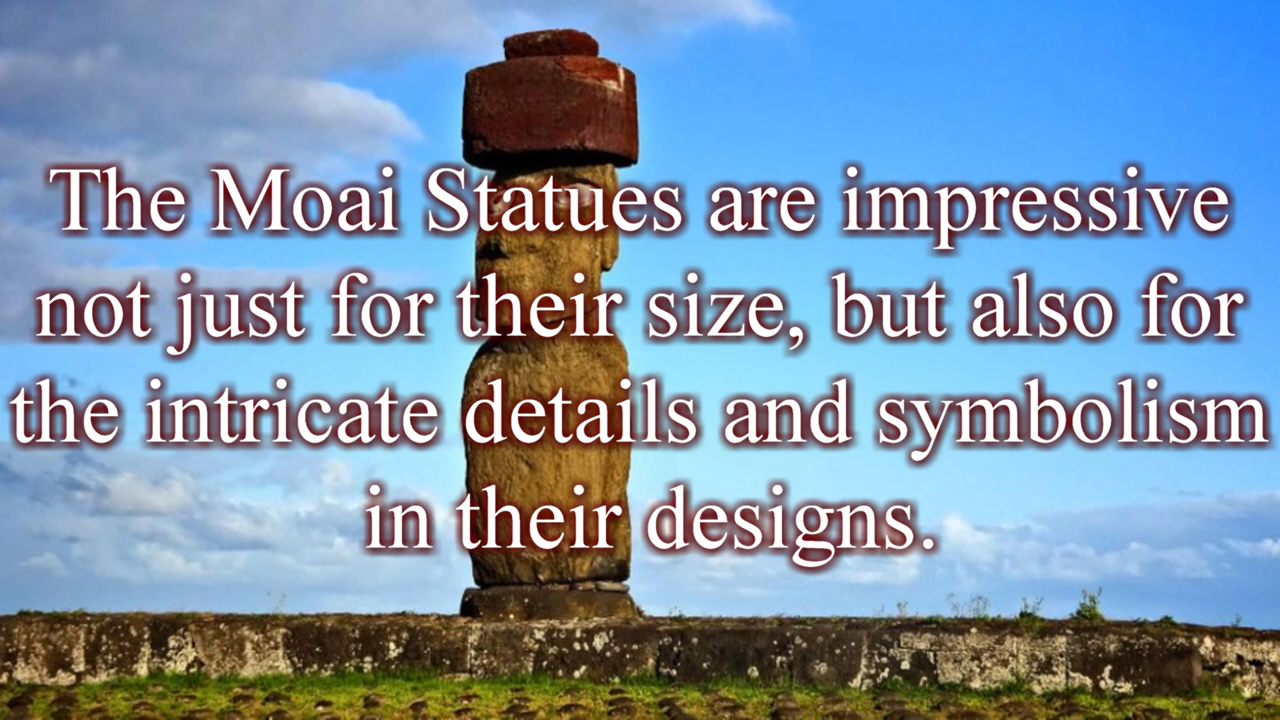 The Moai Statues are impressive
not just for their size, but also for
the intricate details and symbolism
in their designs.